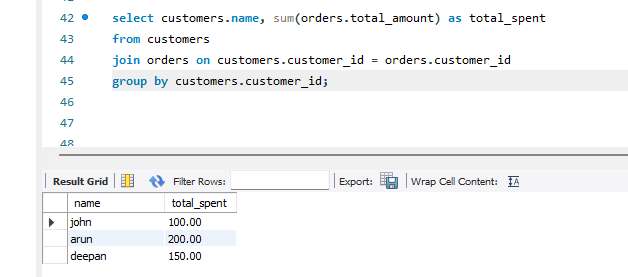 42 select customers.name, sum(orders.total_amount) as total_spent
43 from customers
44 join orders on customers.customer_id = orders.customer_id
45 group by customers.customer_id;
46
47
48
Result Grid Filter Rows: Export: Wrap Cell Content: IA
name total_spent
john 100.00
arun 200.00
deepan 150.00